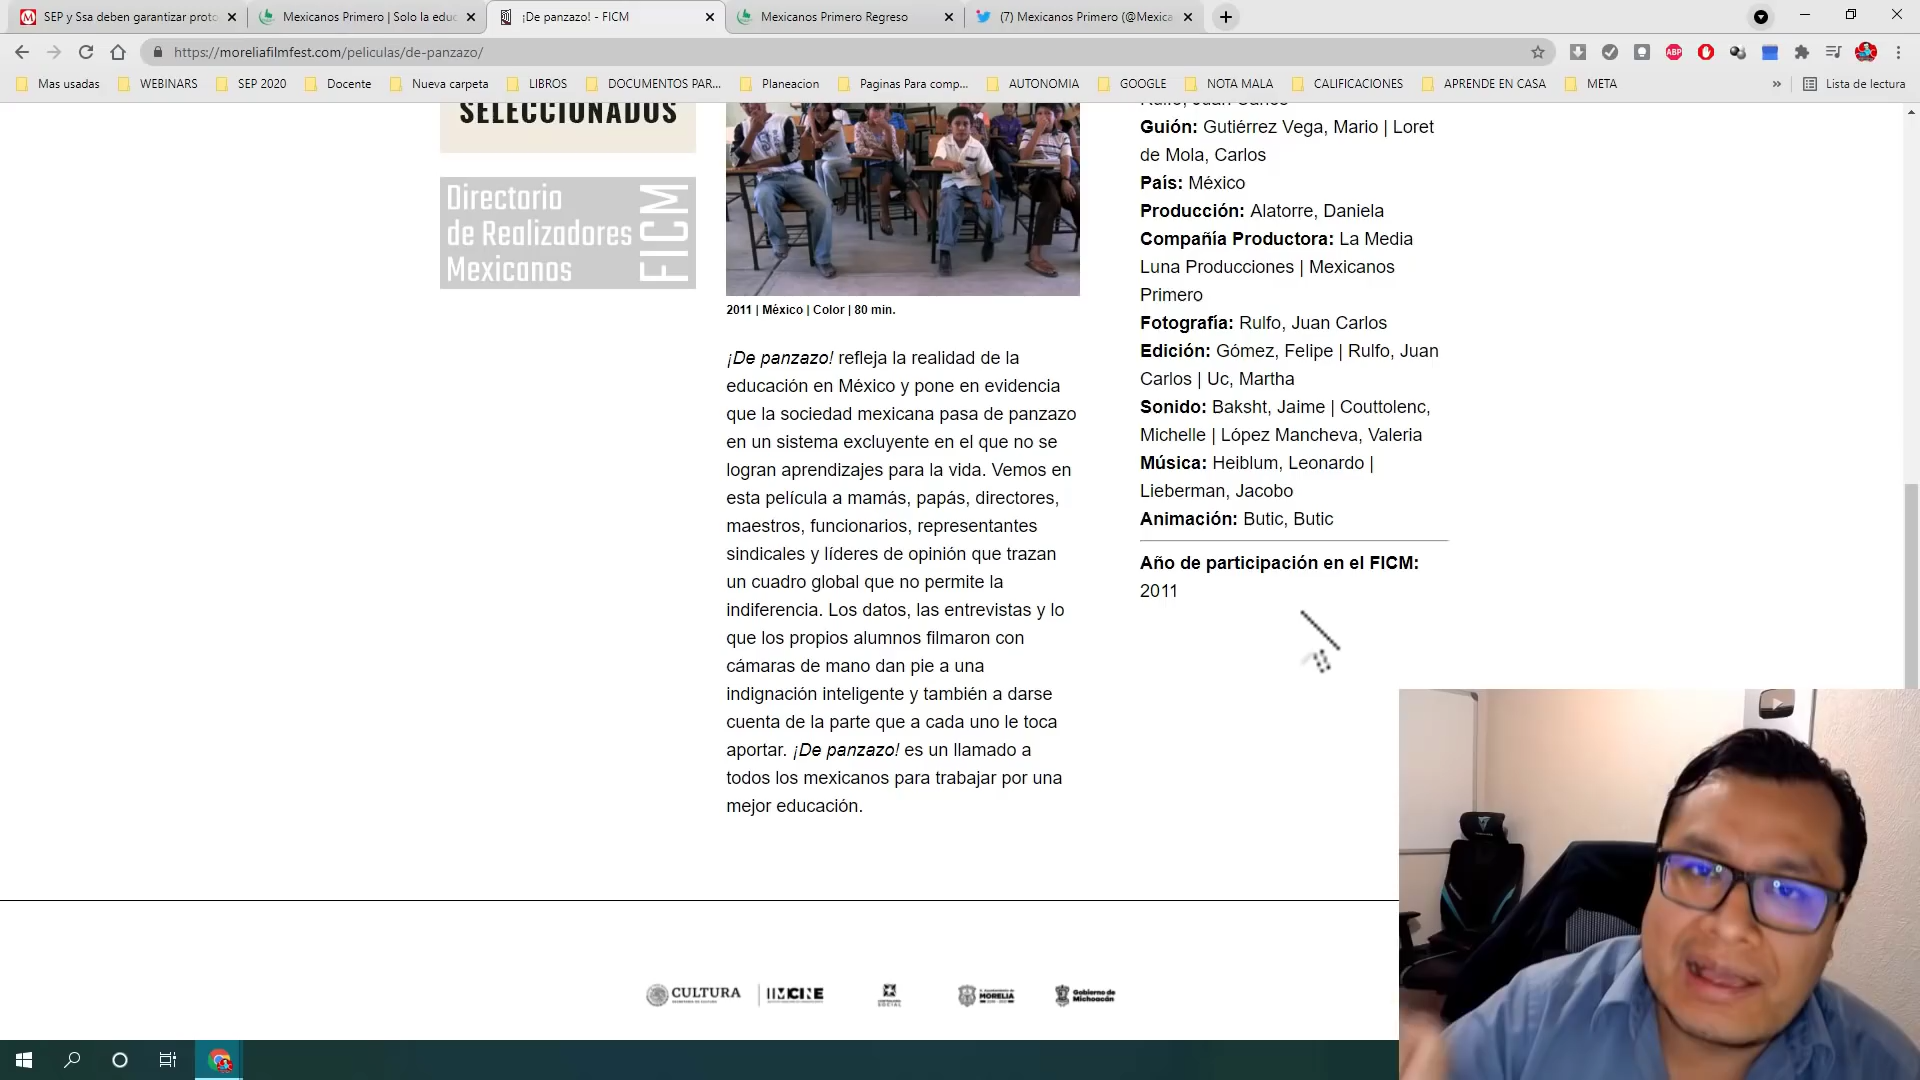 SEP y Ssa deben garantizar proto
Mexicanos Primero | Solo la educ
¡De panzazo! - FICM
Mexicanos Primero Regreso
(7) Mexicanos Primero (@Mexica
https://moreliafilmfest.com/peliculas/de-panzazo/
ABP
Mas usadas
WEBINARS
SEP 2020
Docente
Nueva carpeta
LIBROS
DOCUMENTOS PAR...
Planeacion
Paginas Para comp...
AUTONOMIA
GOOGLE
NOTA MALA
CALIFICACIONES
APRENDE EN CASA
META
»
Lista de lectura
SELECCIONADOS
Directorio
de Realizadores
Mexicanos
FICM
2011 | México | Color | 80 min.
¡De panzazo! refleja la realidad de la
educación en México y pone en evidencia
que la sociedad mexicana pasa de panzazo
en un sistema excluyente en el que no se
logran aprendizajes para la vida. Vemos en
esta película a mamás, papás, directores,
maestros, funcionarios, representantes
sindicales y líderes de opinión que trazan
un cuadro global que no permite la
indiferencia. Los datos, las entrevistas y lo
que los propios alumnos filmaron con
cámaras de mano dan pie a una
indignación inteligente y también a darse
cuenta de la parte que a cada uno le toca
aportar. ¡De panzazo! es un llamado a
todos los mexicanos para trabajar por una
mejor educación.
Rulfo, Juan Carlos
Guión: Gutiérrez Vega, Mario | Loret
de Mola, Carlos
País: México
Producción: Alatorre, Daniela
Compañía Productora: La Media
Luna Producciones | Mexicanos
Primero
Fotografía: Rulfo, Juan Carlos
Edición: Gómez, Felipe | Rulfo, Juan
Carlos | Uc, Martha
Sonido: Baksht, Jaime | Couttolenc,
Michelle | López Mancheva, Valeria
Música: Heiblum, Leonardo |
Lieberman, Jacobo
Animación: Butic, Butic
Año de participación en el FICM:
2011
CULTURA
IMCINE
SOCIAL
MORELIA
Gobierno de
Michoacán